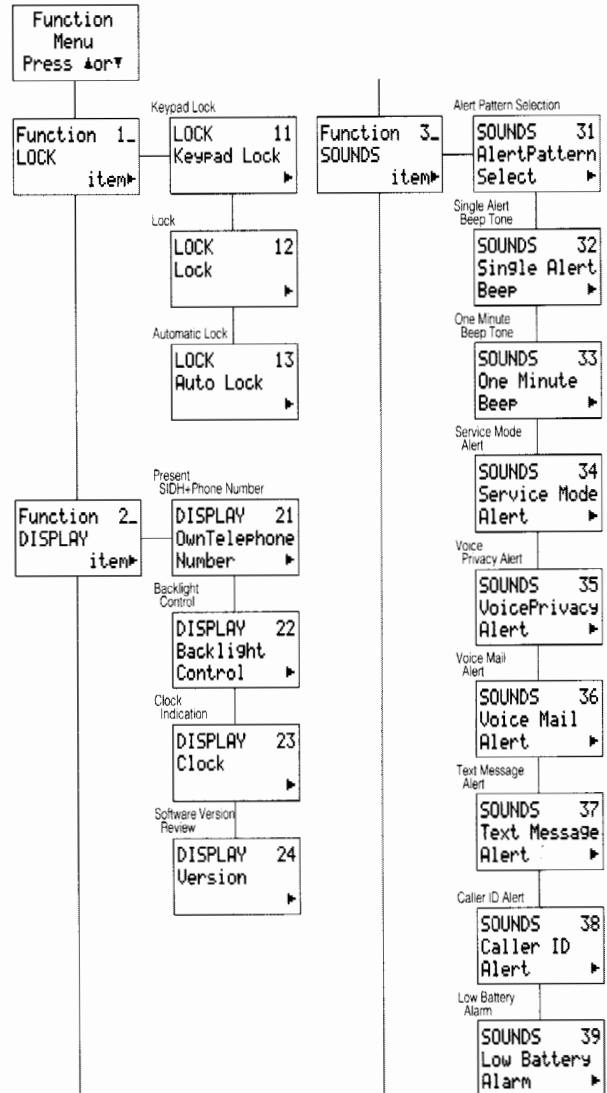 Function
Menu
Press ▲or▼
Function 1_
LOCK
item►
Keypad Lock
LOCK 11
Keypad Lock
►
Lock
LOCK 12
Lock
►
Automatic Lock
LOCK 13
Auto Lock
►
Function 2_
DISPLAY
item►
Present
SIDH+Phone Number
DISPLAY 21
OwnTelephone
Number ►
Backlight
Control
DISPLAY 22
Backlight
Control ►
Clock
Indication
DISPLAY 23
Clock
►
Software Version
Review
DISPLAY 24
Version
►
Function 3_
SOUNDS
item►
Alert Pattern Selection
SOUNDS 31
AlertPattern
Select ►
Single Alert
Beep Tone
SOUNDS 32
Single Alert
Beep ►
One Minute
Beep Tone
SOUNDS 33
One Minute
Beep ►
Service Mode
Alert
SOUNDS 34
Service Mode
Alert ►
Voice
Privacy Alert
SOUNDS 35
VoicePrivacy
Alert ►
Voice Mail
Alert
SOUNDS 36
Voice Mail
Alert ►
Text Message
Alert
SOUNDS 37
Text Message
Alert ►
Caller ID Alert
SOUNDS 38
Caller ID
Alert ►
Low Battery
Alarm
SOUNDS 39
Low Battery
Alarm ►